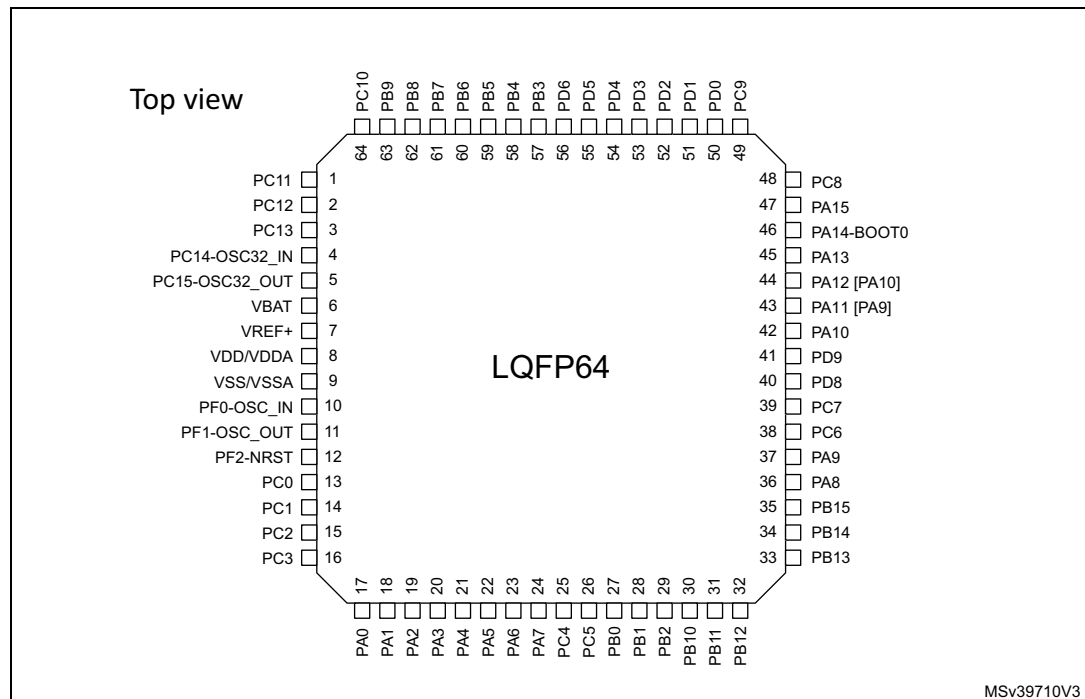 Top view
PC10
PB9
PB8
PB7
PB6
PB5
PB4
PB3
PD6
PD5
PD4
PD3
PD2
PD1
PD0
PC9
64
63
62
61
60
59
58
57
56
55
54
53
52
51
50
49
PC11 1
PC12 2
PC13 3
PC14-OSC32_IN 4
PC15-OSC32_OUT 5
VBAT 6
VREF+ 7
VDD/VDDA 8
VSS/VSSA 9
PF0-OSC_IN 10
PF1-OSC_OUT 11
PF2-NRST 12
PC0 13
PC1 14
PC2 15
PC3 16
LQFP64
48 PC8
47 PA15
46 PA14-BOOT0
45 PA13
44 PA12 [PA10]
43 PA11 [PA9]
42 PA10
41 PD9
40 PD8
39 PC7
38 PC6
37 PA9
36 PA8
35 PB15
34 PB14
33 PB13
17
18
19
20
21
22
23
24
25
26
27
28
29
30
31
32
PA0
PA1
PA2
PA3
PA4
PA5
PA6
PA7
PC4
PC5
PB0
PB1
PB2
PB10
PB11
PB12
MSv39710V3